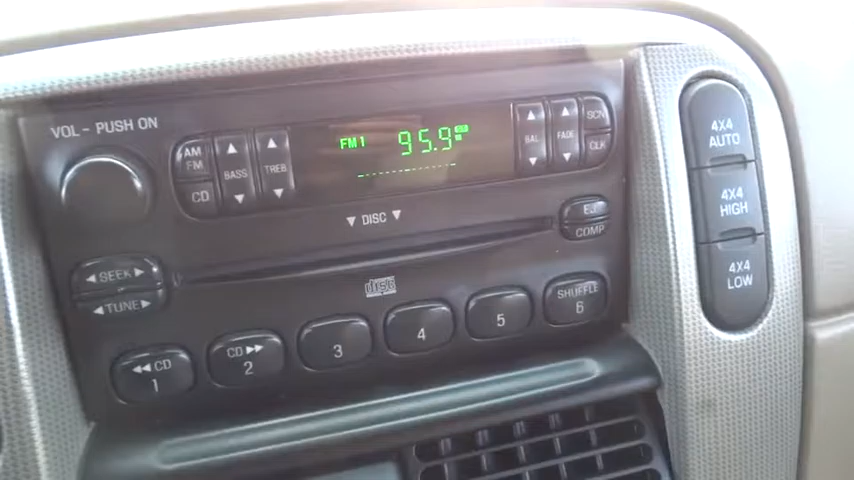 VOL - PUSH ON
AM
FM
CD
▲
BASS
▼
▲
TREB
▼
FM1
95.9
▲
BAL
▼
▲
FADE
▼
SCN
CLK
▼ DISC ▼
EJ
COMP
◀ SEEK ▶
◀ TUNE ▶
disc
◀◀ CD
1
CD ▶▶
2
3
4
5
SHUFFLE
6
4X4
AUTO
4X4
HIGH
4X4
LOW